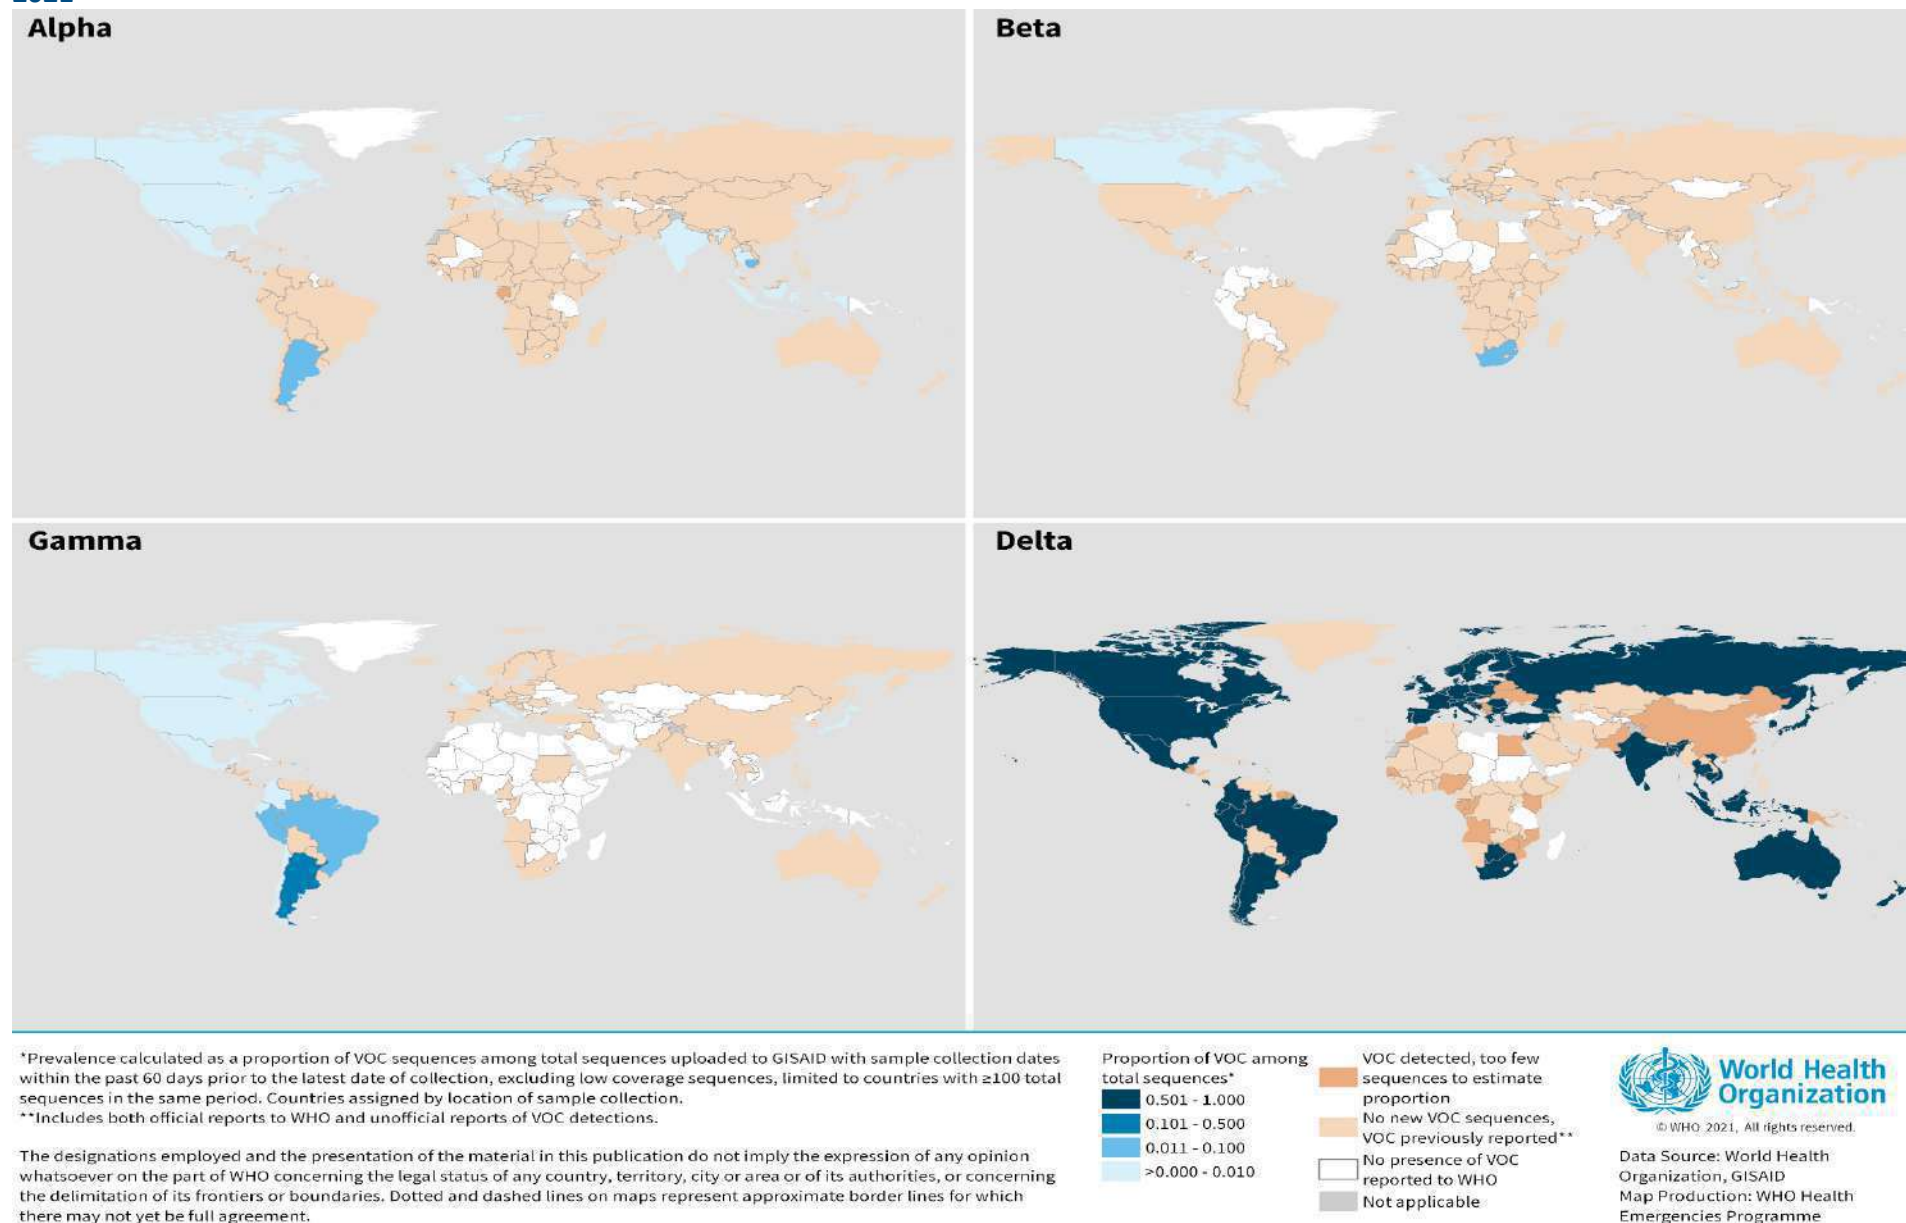 Alpha
Beta
Gamma
Delta
*Prevalence calculated as a proportion of VOC sequences among total sequences uploaded to GISAID with sample collection dates
within the past 60 days prior to the latest date of collection, excluding low coverage sequences, limited to countries with ≥100 total
sequences in the same period. Countries assigned by location of sample collection.
**Includes both official reports to WHO and unofficial reports of VOC detections.
The designations employed and the presentation of the material in this publication do not imply the expression of any opinion
whatsoever on the part of WHO concerning the legal status of any country, territory, city or area or of its authorities, or concerning
the delimitation of its frontiers or boundaries. Dotted and dashed lines on maps represent approximate border lines for which
there may not yet be full agreement.
Proportion of VOC among
total sequences*
0.501 - 1.000
0.101 - 0.500
0.011 - 0.100
>0.000 - 0.010
VOC detected, too few
sequences to estimate
proportion
No new VOC sequences,
VOC previously reported**
No presence of VOC
reported to WHO
Not applicable
World Health
Organization
© WHO 2021, All rights reserved.
Data Source: World Health
Organization, GISAID
Map Production: WHO Health
Emergencies Programme